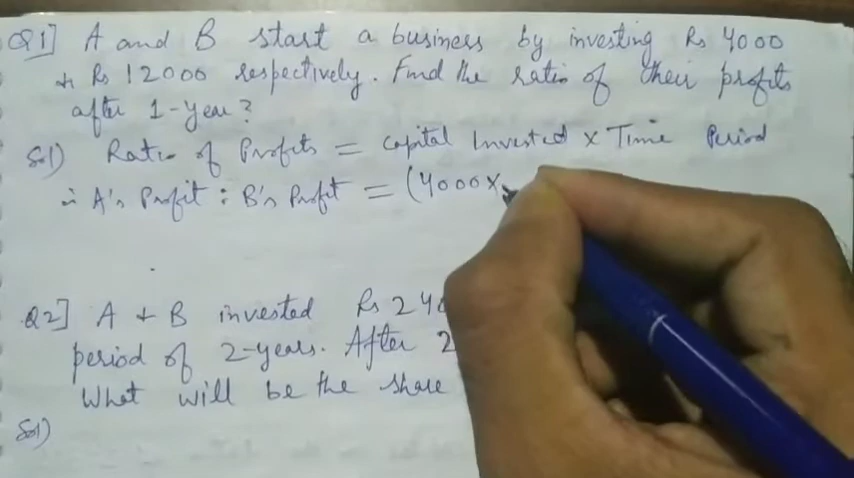 Q1] A and B start a business by investing Rs 4000
& Rs 12000 respectively. Find the ratio of their profits
after 1-year?
Sol) Ratio of Profits = Capital Invested × Time Period
∴ A's Profit : B's Profit = (4000×
Q2] A & B invested Rs 240
period of 2-years. After 2
What will be the share
Sol)